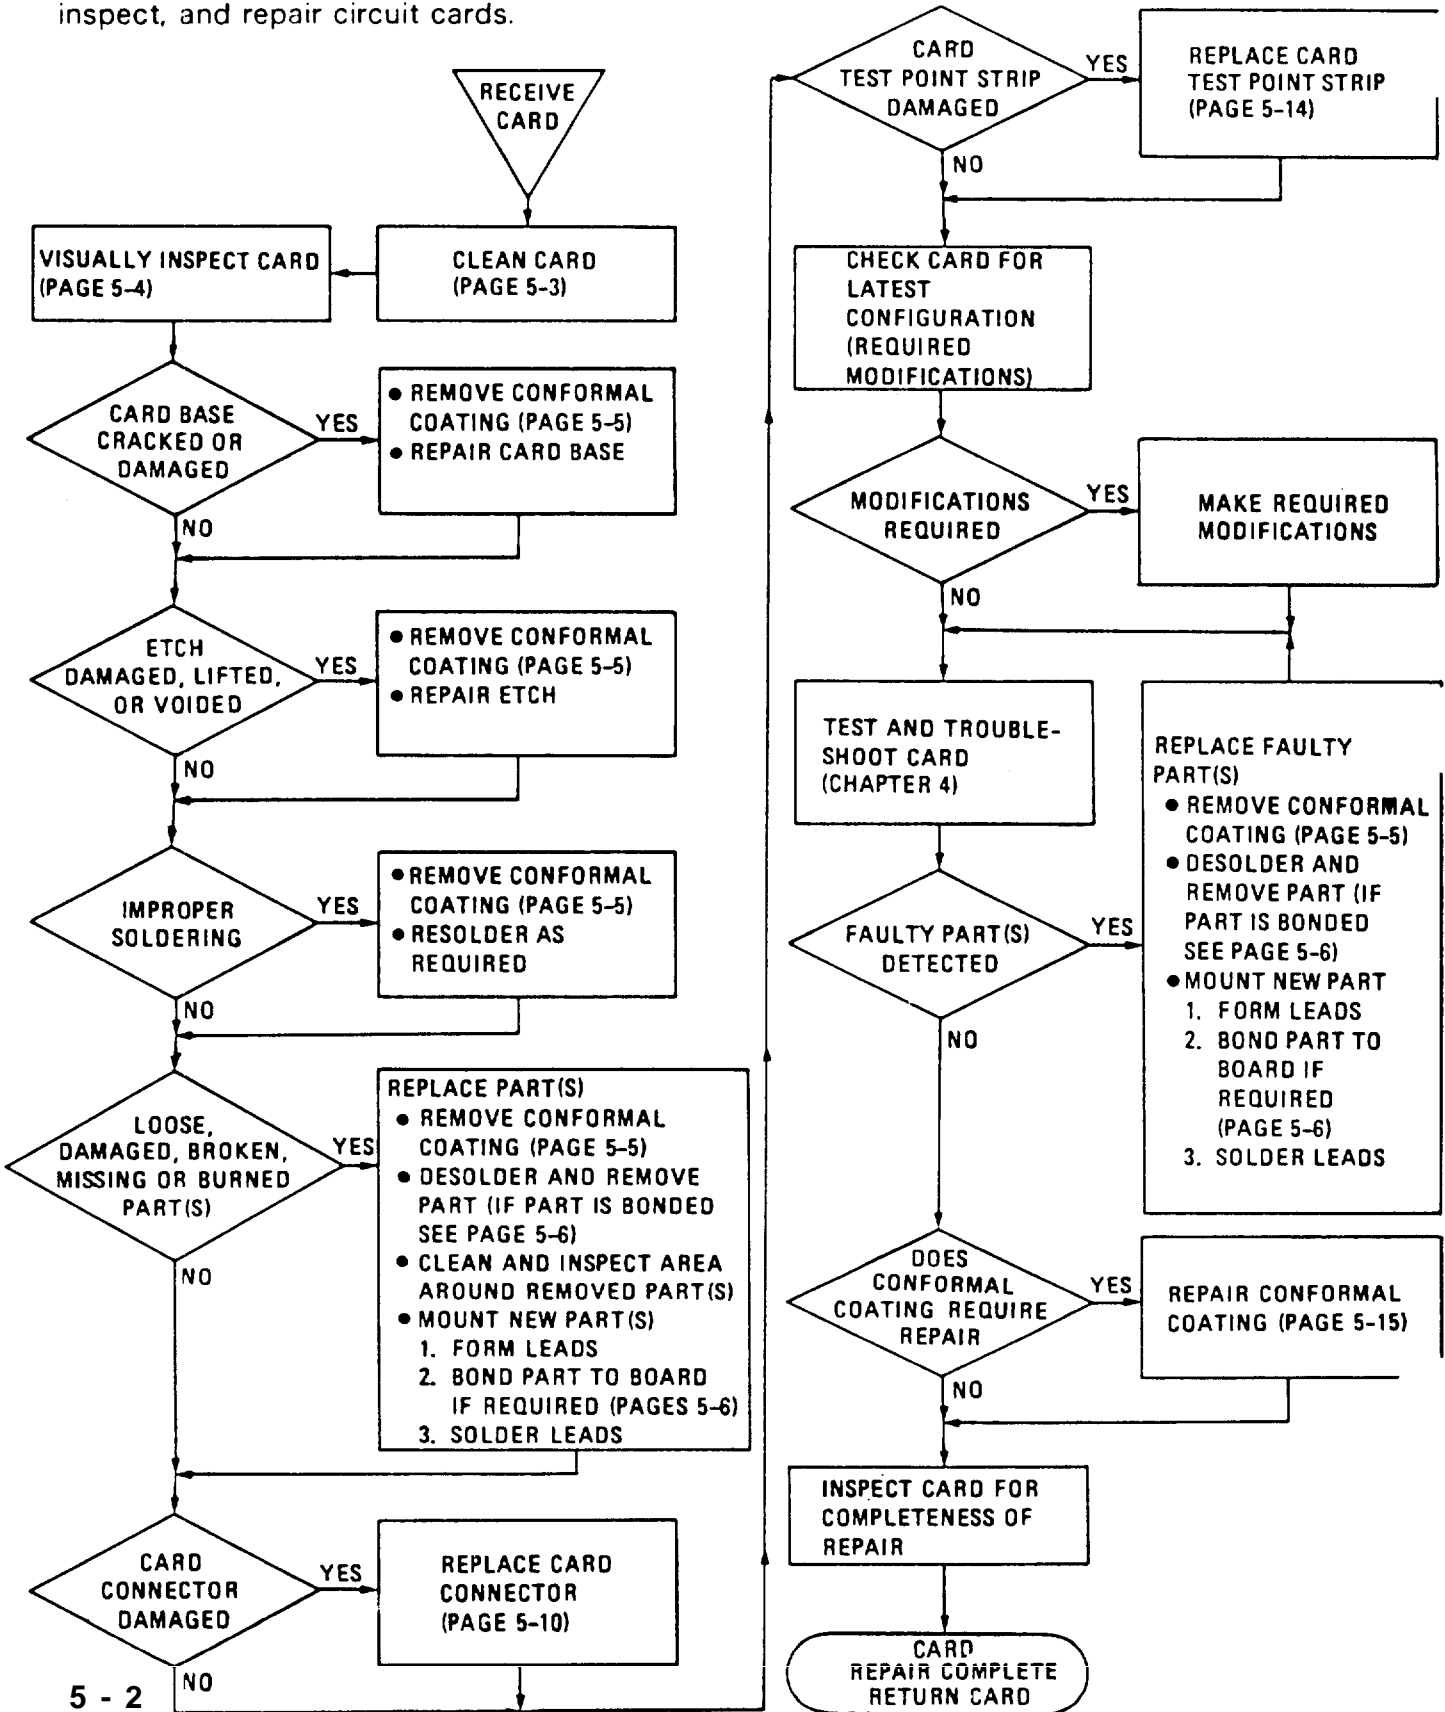 inspect, and repair circuit cards.
RECEIVE
CARD
CLEAN CARD
(PAGE 5-3)
VISUALLY INSPECT CARD
(PAGE 5-4)
CARD BASE
CRACKED OR
DAMAGED
YES
● REMOVE CONFORMAL
COATING (PAGE 5-5)
● REPAIR CARD BASE
NO
ETCH
DAMAGED, LIFTED,
OR VOIDED
YES
● REMOVE CONFORMAL
COATING (PAGE 5-5)
● REPAIR ETCH
NO
IMPROPER
SOLDERING
YES
● REMOVE CONFORMAL
COATING (PAGE 5-5)
● RESOLDER AS
REQUIRED
NO
LOOSE,
DAMAGED, BROKEN,
MISSING OR BURNED
PART(S)
YES
REPLACE PART(S)
● REMOVE CONFORMAL
COATING (PAGE 5-5)
● DESOLDER AND REMOVE
PART (IF PART IS BONDED
SEE PAGE 5-6)
● CLEAN AND INSPECT AREA
AROUND REMOVED PART(S)
● MOUNT NEW PART(S)
1. FORM LEADS
2. BOND PART TO BOARD
IF REQUIRED (PAGES 5-6)
3. SOLDER LEADS
NO
CARD
CONNECTOR
DAMAGED
YES
REPLACE CARD
CONNECTOR
(PAGE 5-10)
NO
5 - 2
CARD
TEST POINT STRIP
DAMAGED
YES
REPLACE CARD
TEST POINT STRIP
(PAGE 5-14)
NO
CHECK CARD FOR
LATEST
CONFIGURATION
(REQUIRED
MODIFICATIONS)
MODIFICATIONS
REQUIRED
YES
MAKE REQUIRED
MODIFICATIONS
NO
TEST AND TROUBLE-
SHOOT CARD
(CHAPTER 4)
FAULTY PART(S)
DETECTED
YES
REPLACE FAULTY
PART(S)
● REMOVE CONFORMAL
COATING (PAGE 5-5)
● DESOLDER AND
REMOVE PART (IF
PART IS BONDED
SEE PAGE 5-6)
● MOUNT NEW PART
1. FORM LEADS
2. BOND PART TO
BOARD IF
REQUIRED
(PAGE 5-6)
3. SOLDER LEADS
NO
DOES
CONFORMAL
COATING REQUIRE
REPAIR
YES
REPAIR CONFORMAL
COATING (PAGE 5-15)
NO
INSPECT CARD FOR
COMPLETENESS OF
REPAIR
CARD
REPAIR COMPLETE
RETURN CARD